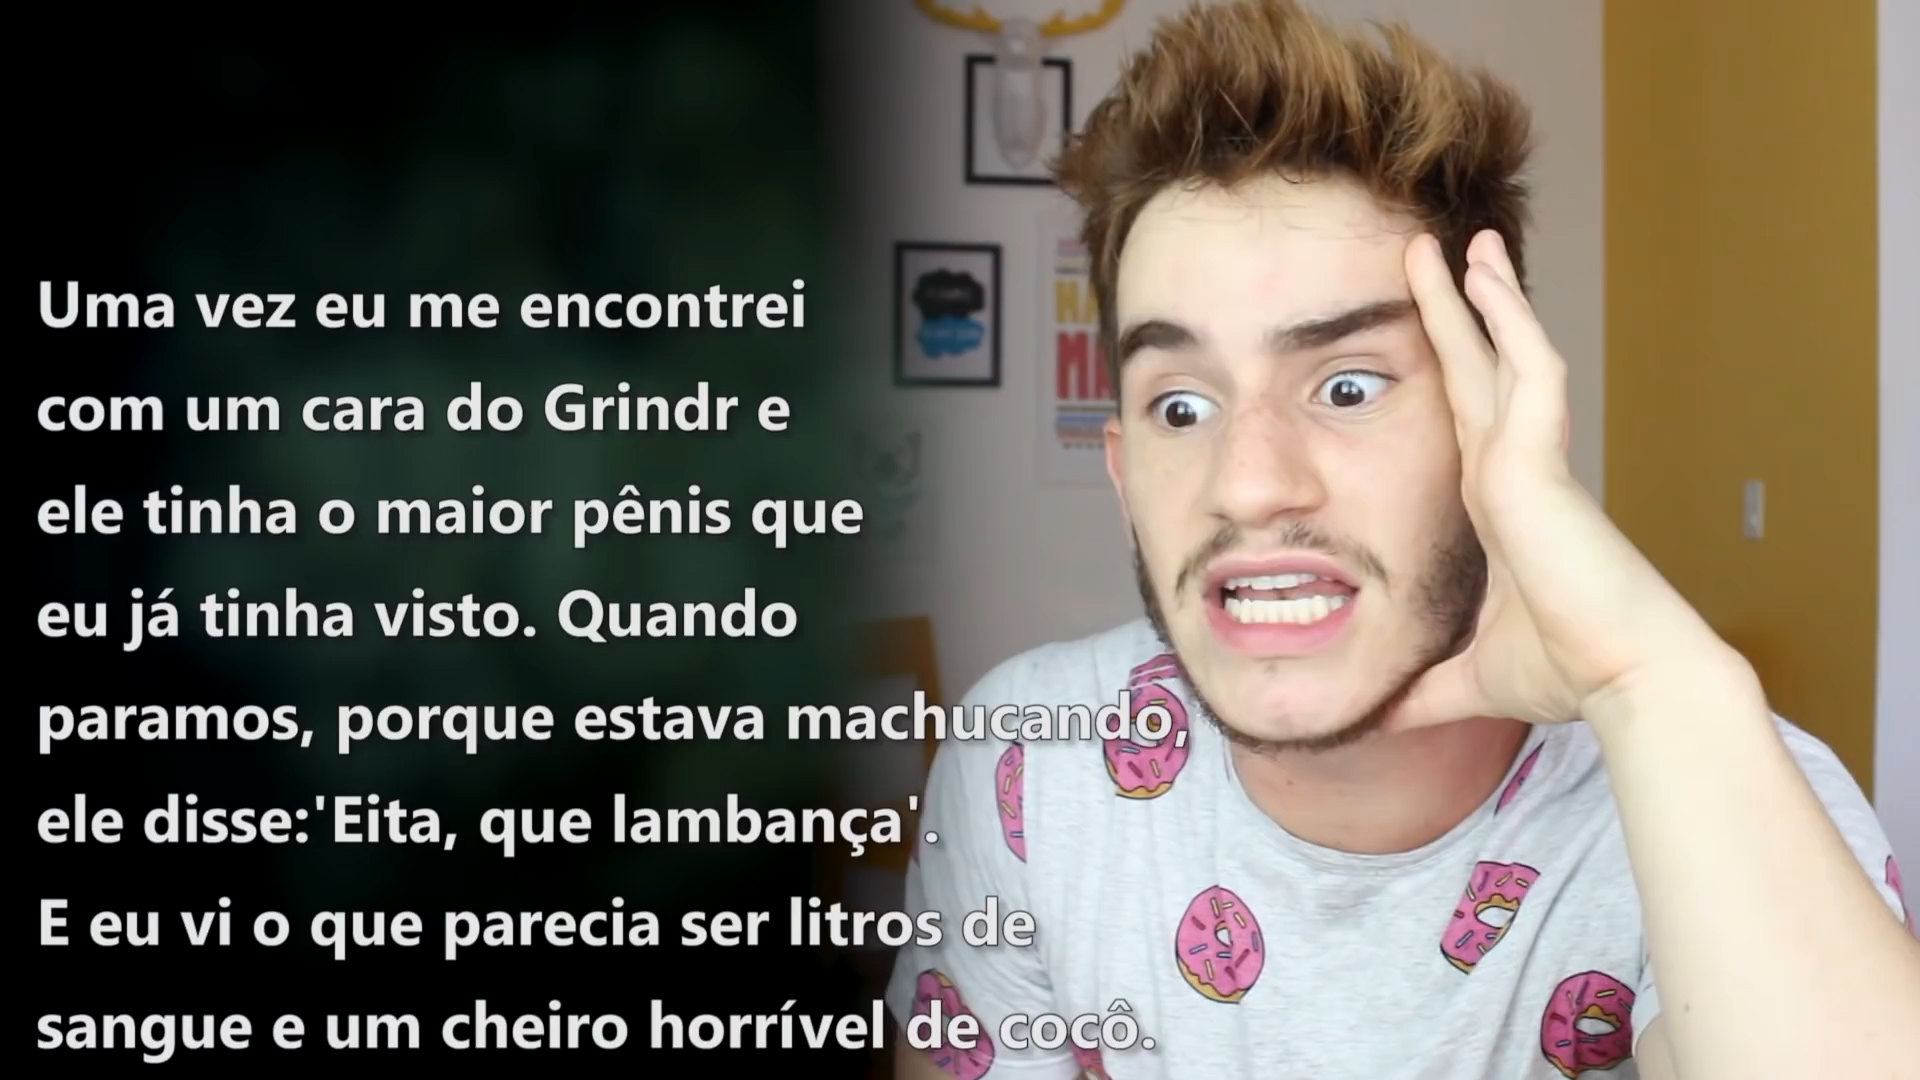 Uma vez eu me encontrei
com um cara do Grindr e
ele tinha o maior pênis que
eu já tinha visto. Quando
paramos, porque estava machucando,
ele disse:'Eita, que lambança'.
E eu vi o que parecia ser litros de
sangue e um cheiro horrível de cocô.